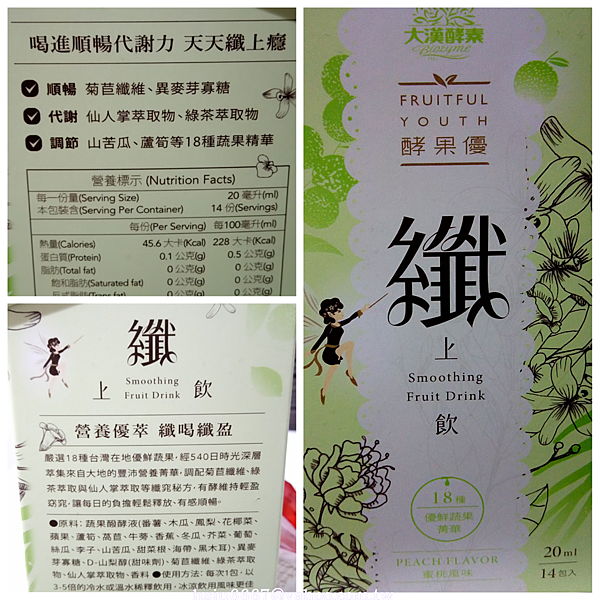 喝進順暢代謝力 天天纖上癮
順暢 菊苣纖維、異麥芽寡糖
代謝 仙人掌萃取物、綠茶萃取物
調節 山苦瓜、蘆筍等18種蔬果精華
營養標示 (Nutrition Facts)
每一份量(Serving Size) 20 毫升(ml)
本包裝含(Serving Per Container) 14 份(Servings)
每份(Per Serving) 每100毫升(ml)
熱量(Calories) 45.6 大卡(Kcal) 228 大卡(Kcal)
蛋白質(Protein) 0.1 公克(g) 0.5 公克(g)
脂肪(Total fat) 0 公克(g) 0 公克(g)
飽和脂肪(Saturated fat) 0 公克(g) 0 公克(g)
反式脂肪(Trans fat) 0 公克(g) 0 公克(g)
纖
上
Smoothing
Fruit Drink
飲
營養優萃 纖喝纖盈
嚴選18種台灣在地優鮮蔬果,經540日時光深層
萃集來自大地的豐沛營養菁華,調配菊苣纖維、綠
茶萃取與仙人掌萃取等纖窈秘方,有酵維持輕盈
窈窕,讓每日的負擔輕鬆釋放、有感順暢。
●原料:蔬果醱酵液(番薯、木瓜、鳳梨、花椰菜、
蘋果、蘆筍、萵苣、牛蒡、香蕉、冬瓜、芥菜、葡萄、
絲瓜、李子、山苦瓜、甜菜根、海帶、黑木耳)、異麥
芽寡糖、D-山梨醇(甜味劑)、菊苣纖維、綠茶萃取
物、仙人掌萃取物、香料 ●使用方法:每次1包,以
3-5倍的冷水或溫水稀釋飲用,冰涼飲用風味更佳
大漢酵素
Biozyme
FRUITFUL
YOUTH
酵果優
纖
上
Smoothing
Fruit Drink
飲
18種
優鮮蔬果
菁華
PEACH FLAVOR
蜜桃風味
20ml
14包入